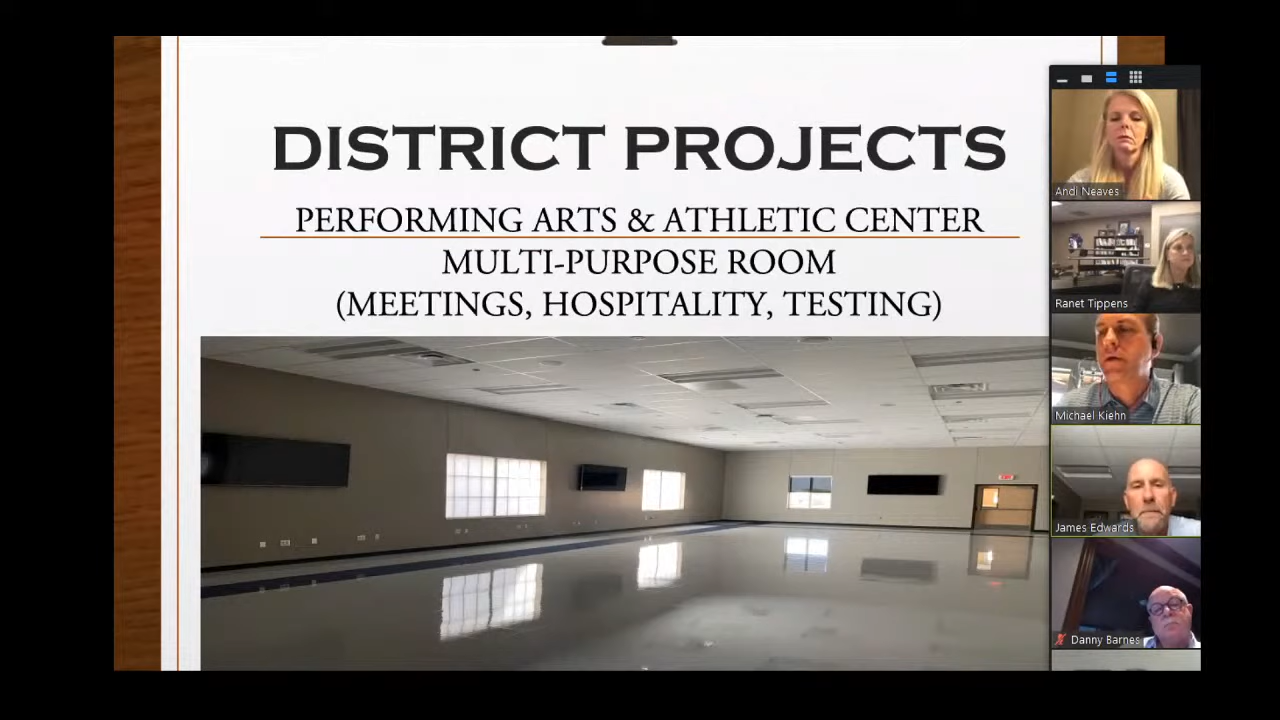 DISTRICT PROJECTS
PERFORMING ARTS & ATHLETIC CENTER
MULTI-PURPOSE ROOM
(MEETINGS, HOSPITALITY, TESTING)
Andi Neaves
Ranet Tippens
Michael Kiehn
James Edwards
Danny Barnes